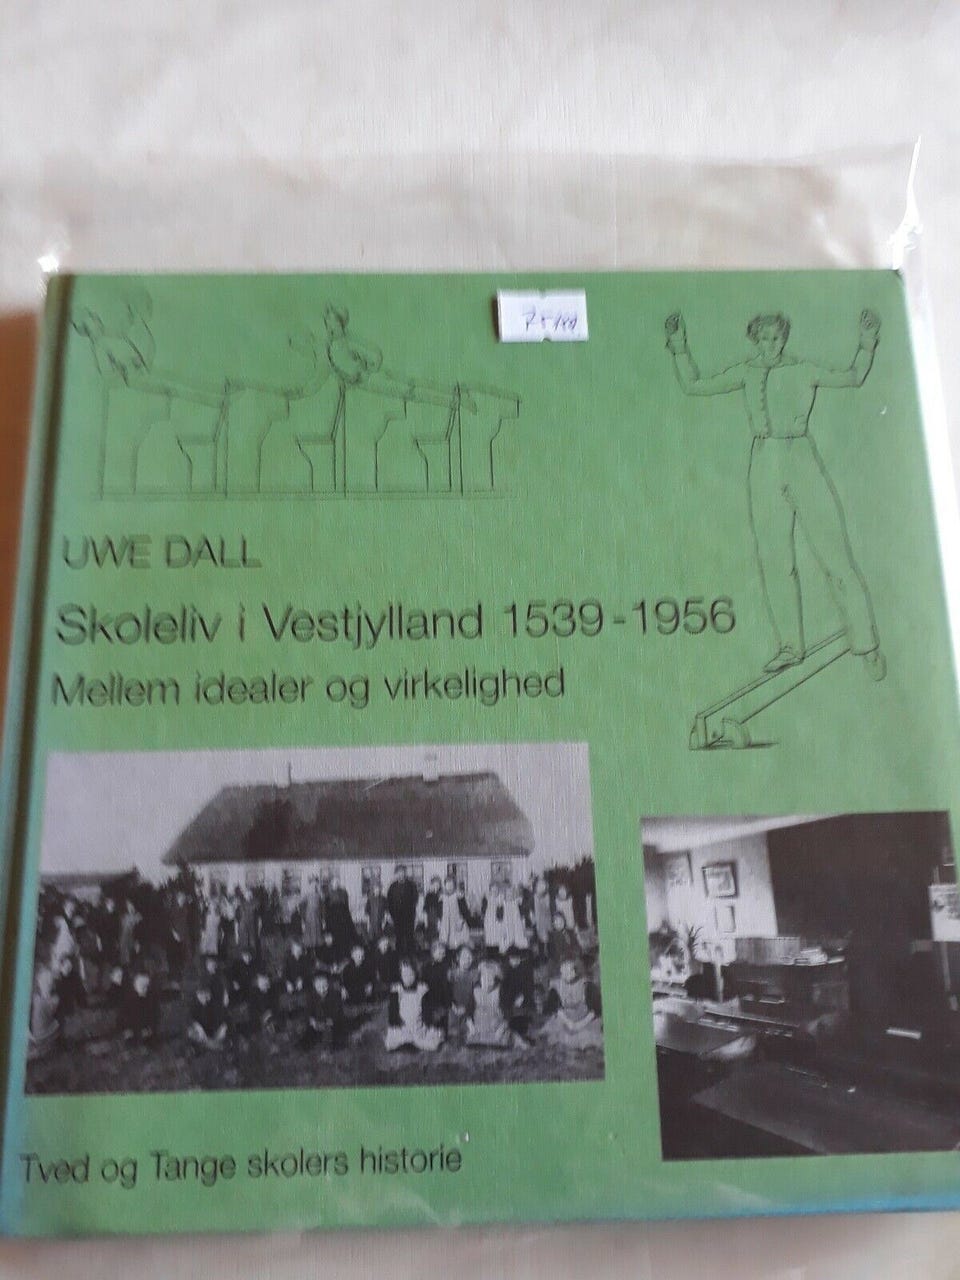 UWE DALL
Skoleliv i Vestjylland 1539-1956
Mellem idealer og virkelighed
Tved og Tange skolers historie